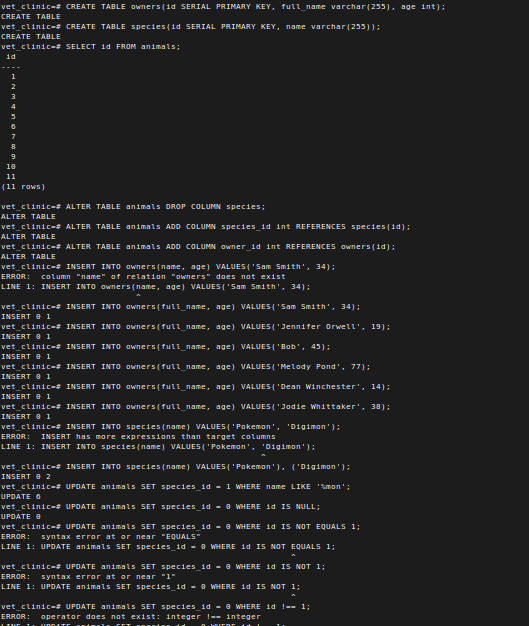 vet_clinic=# CREATE TABLE owners(id SERIAL PRIMARY KEY, full_name varchar(255), age int);
CREATE TABLE
vet_clinic=# CREATE TABLE species(id SERIAL PRIMARY KEY, name varchar(255));
CREATE TABLE
vet_clinic=# SELECT id FROM animals;
 id
----
  1
  2
  3
  4
  5
  6
  7
  8
  9
 10
 11
(11 rows)

vet_clinic=# ALTER TABLE animals DROP COLUMN species;
ALTER TABLE
vet_clinic=# ALTER TABLE animals ADD COLUMN species_id int REFERENCES species(id);
ALTER TABLE
vet_clinic=# ALTER TABLE animals ADD COLUMN owner_id int REFERENCES owners(id);
ALTER TABLE
vet_clinic=# INSERT INTO owners(name, age) VALUES('Sam Smith', 34);
ERROR:  column "name" of relation "owners" does not exist
LINE 1: INSERT INTO owners(name, age) VALUES('Sam Smith', 34);
                           ^
vet_clinic=# INSERT INTO owners(full_name, age) VALUES('Sam Smith', 34);
INSERT 0 1
vet_clinic=# INSERT INTO owners(full_name, age) VALUES('Jennifer Orwell', 19);
INSERT 0 1
vet_clinic=# INSERT INTO owners(full_name, age) VALUES('Bob', 45);
INSERT 0 1
vet_clinic=# INSERT INTO owners(full_name, age) VALUES('Melody Pond', 77);
INSERT 0 1
vet_clinic=# INSERT INTO owners(full_name, age) VALUES('Dean Winchester', 14);
INSERT 0 1
vet_clinic=# INSERT INTO owners(full_name, age) VALUES('Jodie Whittaker', 38);
INSERT 0 1
vet_clinic=# INSERT INTO species(name) VALUES('Pokemon', 'Digimon');
ERROR:  INSERT has more expressions than target columns
LINE 1: INSERT INTO species(name) VALUES('Pokemon', 'Digimon');
                                                    ^
vet_clinic=# INSERT INTO species(name) VALUES('Pokemon'), ('Digimon');
INSERT 0 2
vet_clinic=# UPDATE animals SET species_id = 1 WHERE name LIKE '%mon';
UPDATE 6
vet_clinic=# UPDATE animals SET species_id = 0 WHERE id IS NULL;
UPDATE 0
vet_clinic=# UPDATE animals SET species_id = 0 WHERE id IS NOT EQUALS 1;
ERROR:  syntax error at or near "EQUALS"
LINE 1: UPDATE animals SET species_id = 0 WHERE id IS NOT EQUALS 1;
                                                          ^
vet_clinic=# UPDATE animals SET species_id = 0 WHERE id IS NOT 1;
ERROR:  syntax error at or near "1"
LINE 1: UPDATE animals SET species_id = 0 WHERE id IS NOT 1;
                                                          ^
vet_clinic=# UPDATE animals SET species_id = 0 WHERE id !== 1;
ERROR:  operator does not exist: integer !== integer